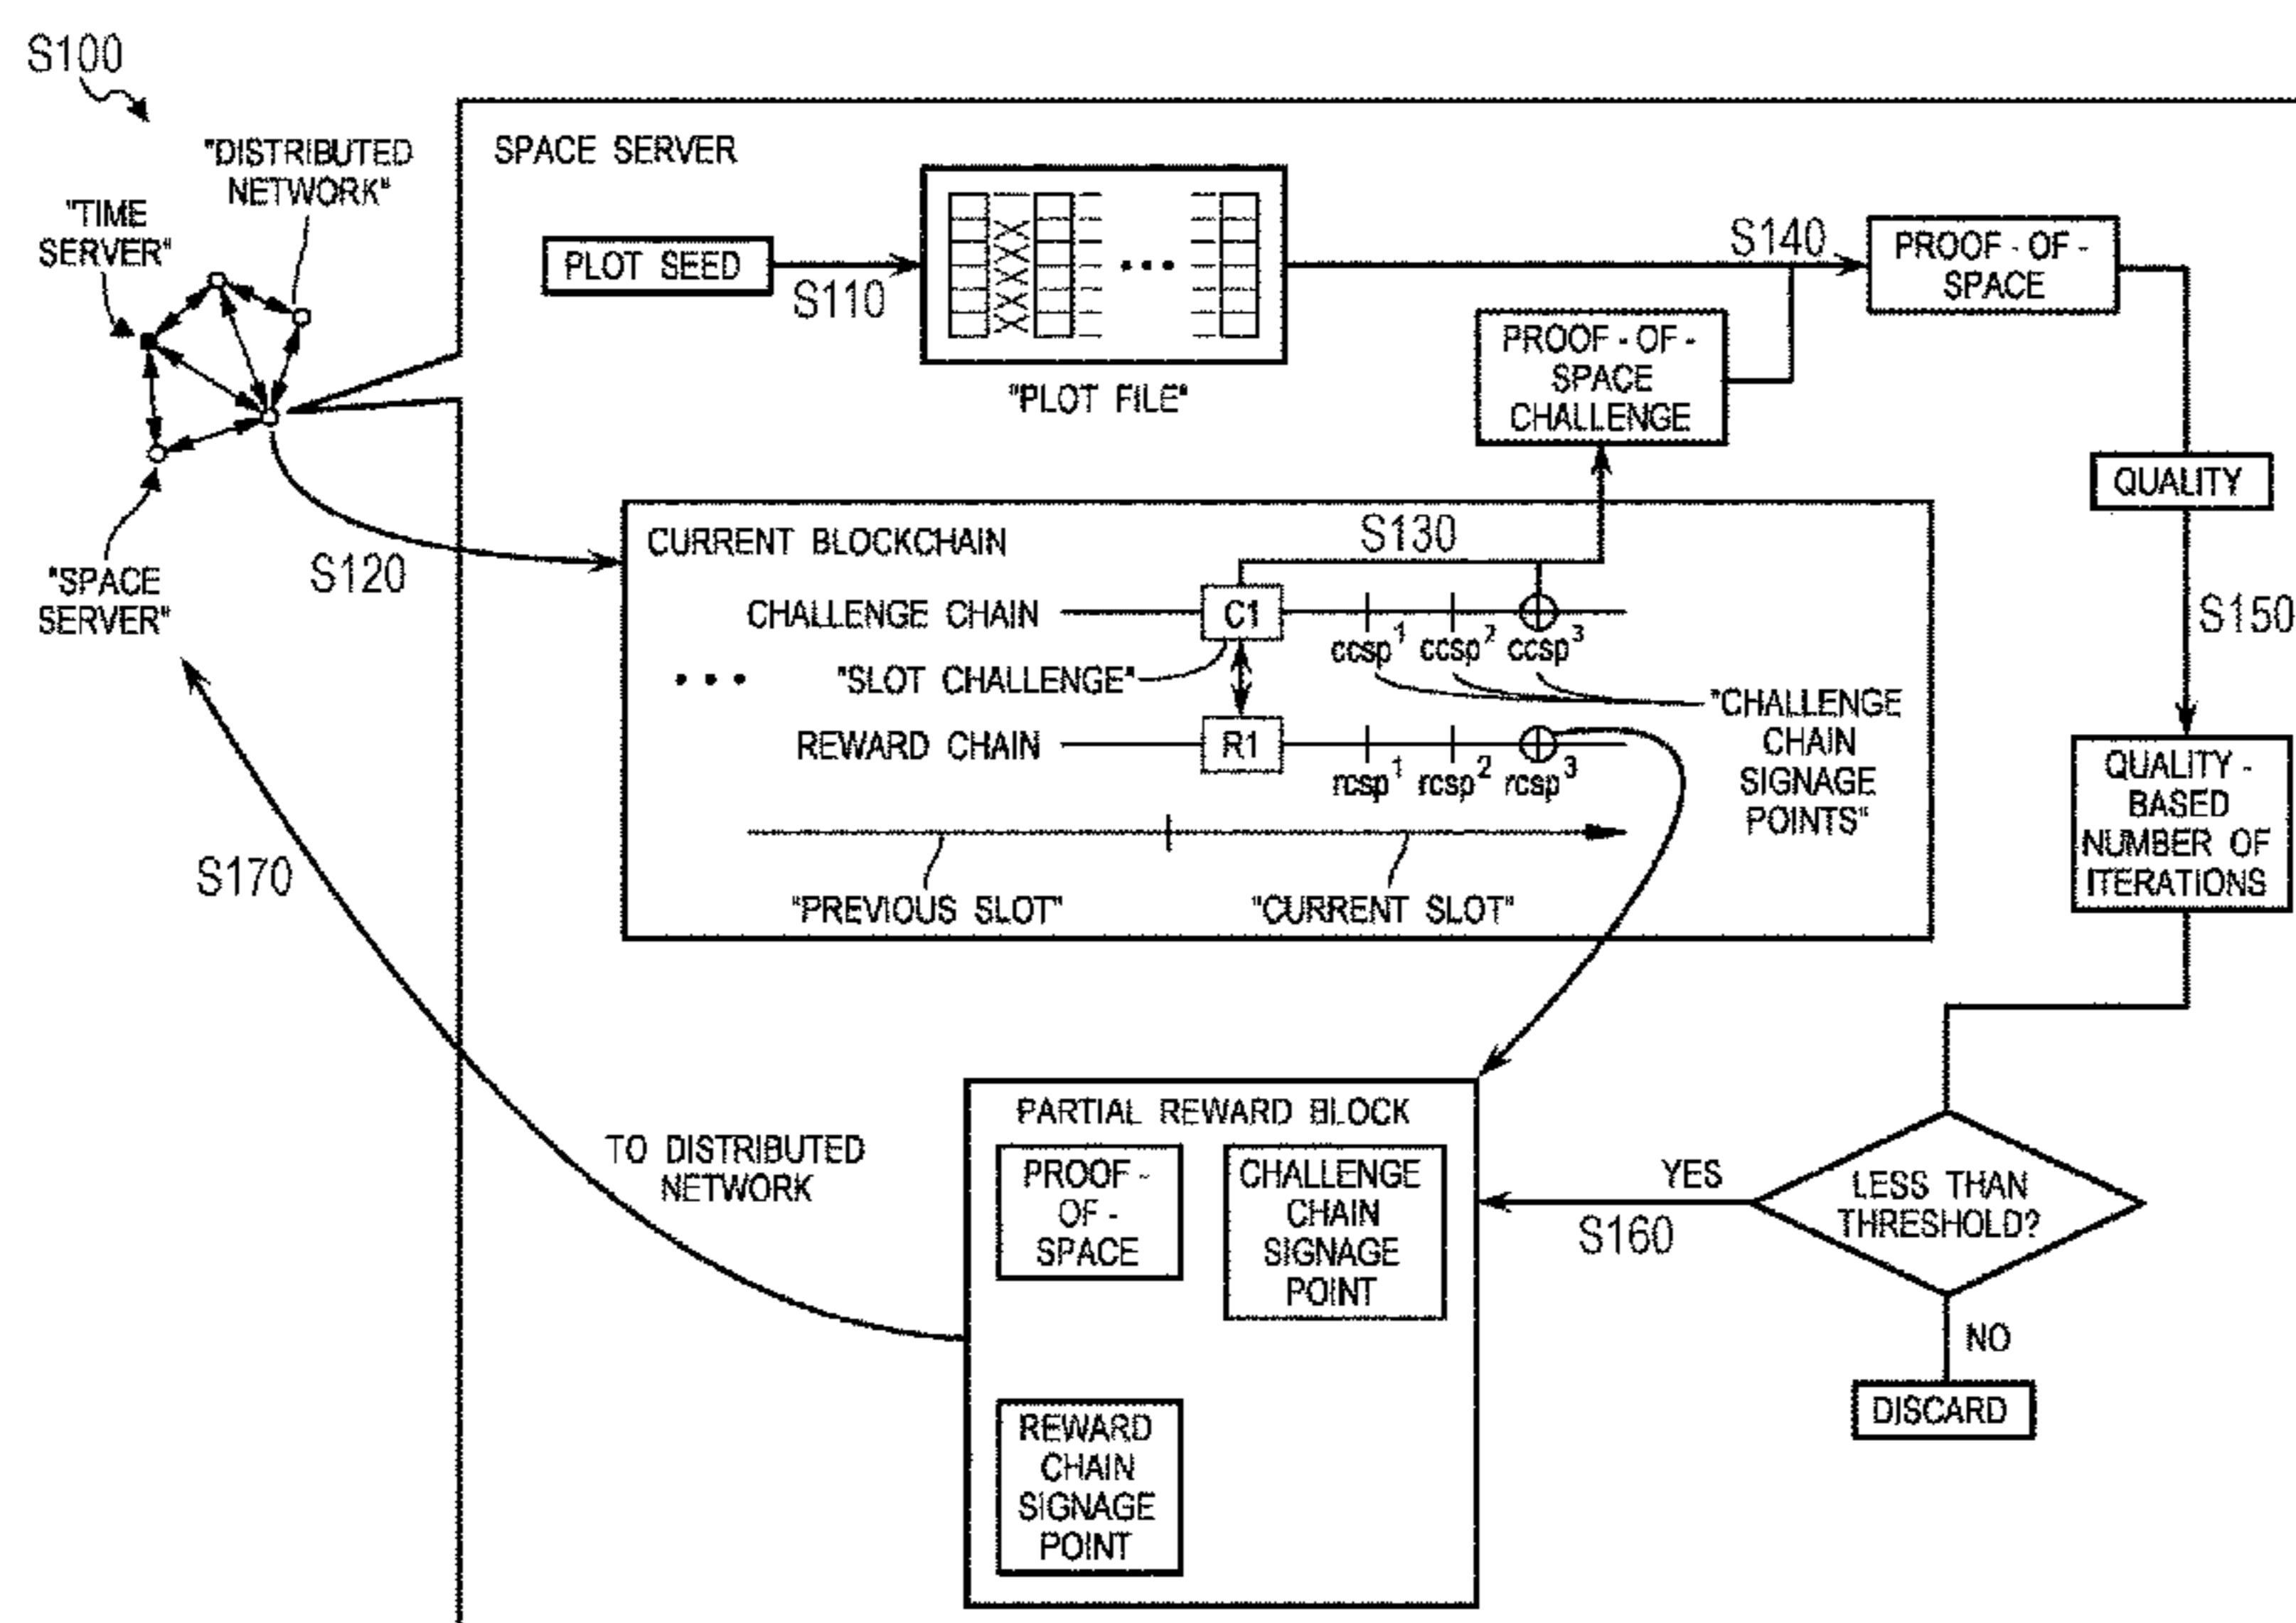 S100
"DISTRIBUTED
NETWORK"
"TIME
SERVER"
"SPACE
SERVER"
SPACE SERVER
PLOT SEED
S110
"PLOT FILE"
S140
PROOF - OF -
SPACE
PROOF - OF -
SPACE
CHALLENGE
QUALITY
S120
CURRENT BLOCKCHAIN
S130
CHALLENGE CHAIN
C1
ccsp1 ccsp2 ccsp3
"SLOT CHALLENGE"
"CHALLENGE
CHAIN
SIGNAGE
POINTS"
REWARD CHAIN
R1
rcsp1 rcsp2 rcsp3
"PREVIOUS SLOT"
"CURRENT SLOT"
S150
QUALITY -
BASED
NUMBER OF
ITERATIONS
S170
TO DISTRIBUTED
NETWORK
PARTIAL REWARD BLOCK
PROOF -
OF -
SPACE
CHALLENGE
CHAIN
SIGNAGE
POINT
REWARD
CHAIN
SIGNAGE
POINT
YES
S160
LESS THAN
THRESHOLD?
NO
DISCARD